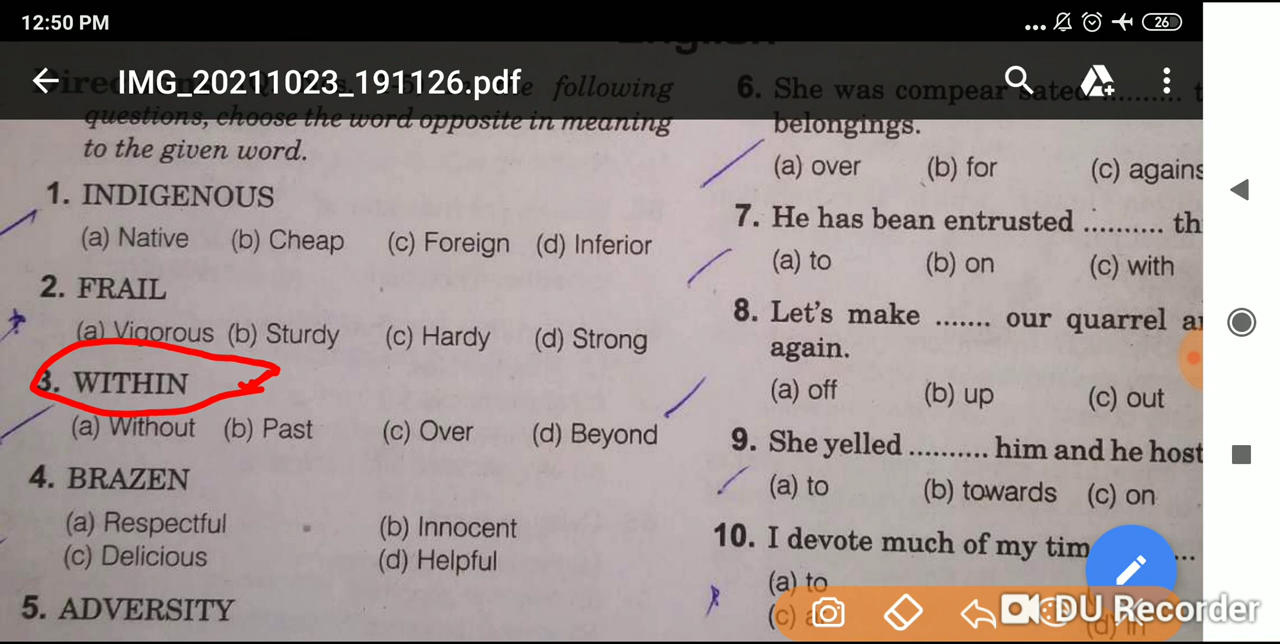 12:50 PM
26
IMG_20211023_191126.pdf
following
questions, choose the word opposite in meaning
to the given word.
1. INDIGENOUS
(a) Native (b) Cheap (c) Foreign (d) Inferior
2. FRAIL
(a) Vigorous (b) Sturdy (c) Hardy (d) Strong
3. WITHIN
(a) Without (b) Past (c) Over (d) Beyond
4. BRAZEN
(a) Respectful (b) Innocent
(c) Delicious (d) Helpful
5. ADVERSITY
6. She was compear sated ..........
belongings.
(a) over (b) for (c) agains
7. He has bean entrusted .......... th
(a) to (b) on (c) with
8. Let's make ....... our quarrel a
again.
(a) off (b) up (c) out
9. She yelled .......... him and he host
(a) to (b) towards (c) on
10. I devote much of my tim ...
(a) to
(c) a
(d) in
DU Recorder